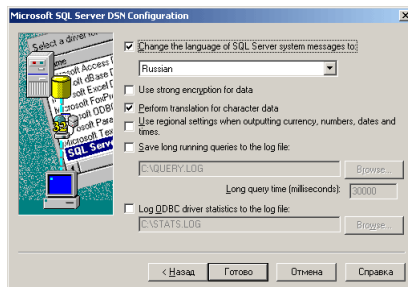 Microsoft SQL Server DSN Configuration
Select a driver
Name
Microsoft Access
Microsoft dBase
Microsoft Excel
Microsoft FoxPro
Microsoft ODBC
Microsoft Para
Microsoft Text
SQL Server
Change the language of SQL Server system messages to:
Russian
Use strong encryption for data
Perform translation for character data
Use regional settings when outputting currency, numbers, dates and
times.
Save long running queries to the log file:
C:\QUERY.LOG
Browse...
Long query time (milliseconds):
30000
Log ODBC driver statistics to the log file:
C:\STATS.LOG
Browse...
< Назад
Готово
Отмена
Справка